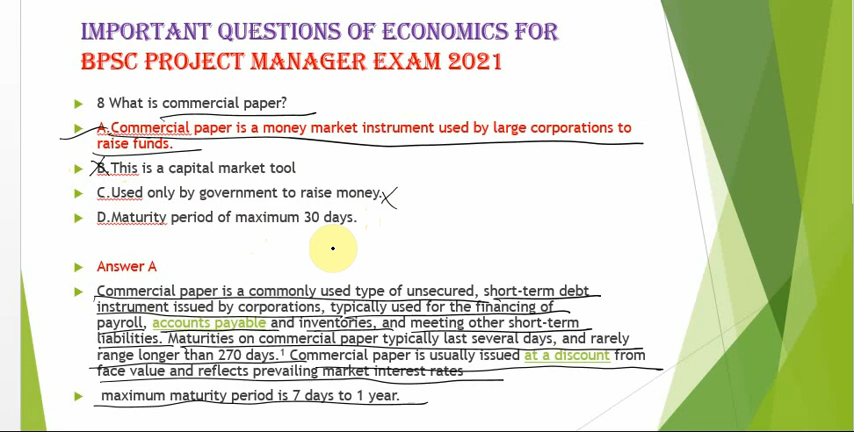 IMPORTANT QUESTIONS OF ECONOMICS FOR
BPSC PROJECT MANAGER EXAM 2021
8 What is commercial paper?
A.Commercial paper is a money market instrument used by large corporations to
raise funds.
B.This is a capital market tool
C.Used only by government to raise money.
D.Maturity period of maximum 30 days.
Answer A
Commercial paper is a commonly used type of unsecured, short-term debt
instrument issued by corporations, typically used for the financing of
payroll, accounts payable and inventories, and meeting other short-term
liabilities. Maturities on commercial paper typically last several days, and rarely
range longer than 270 days.¹ Commercial paper is usually issued at a discount from
face value and reflects prevailing market interest rates
maximum maturity period is 7 days to 1 year.